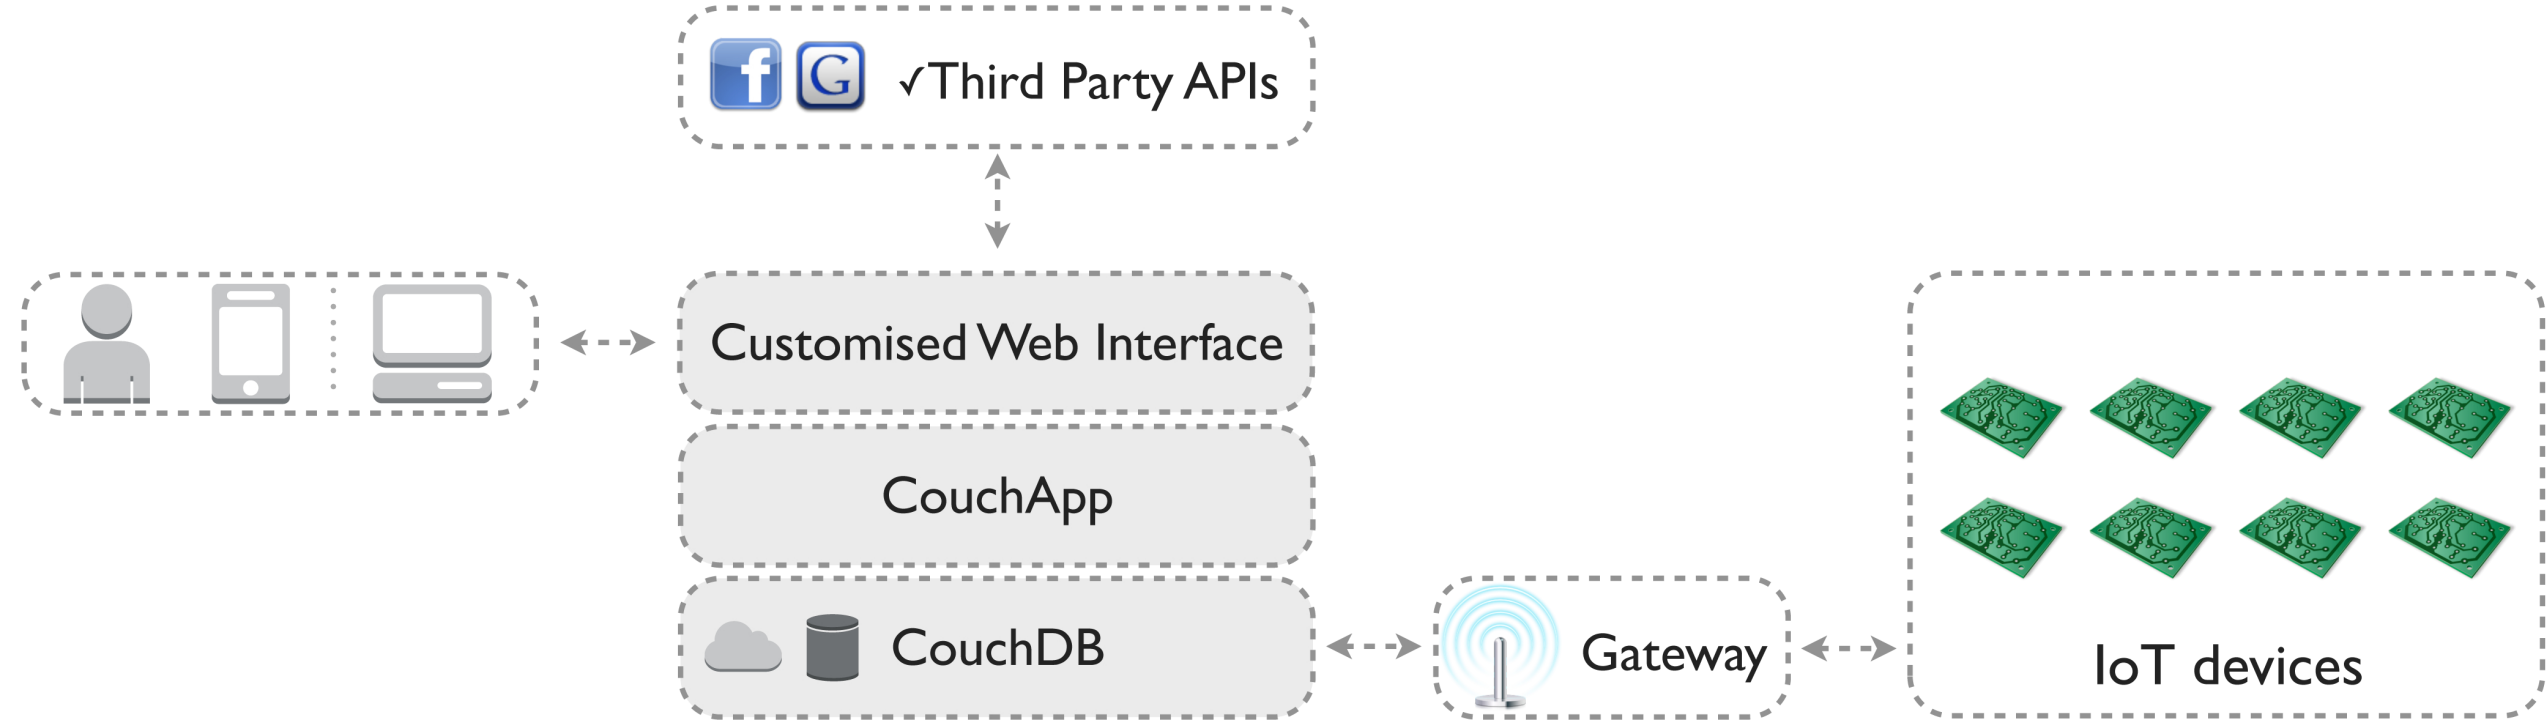 f
G
✓Third Party APIs
Customised Web Interface
CouchApp
CouchDB
Gateway
IoT devices